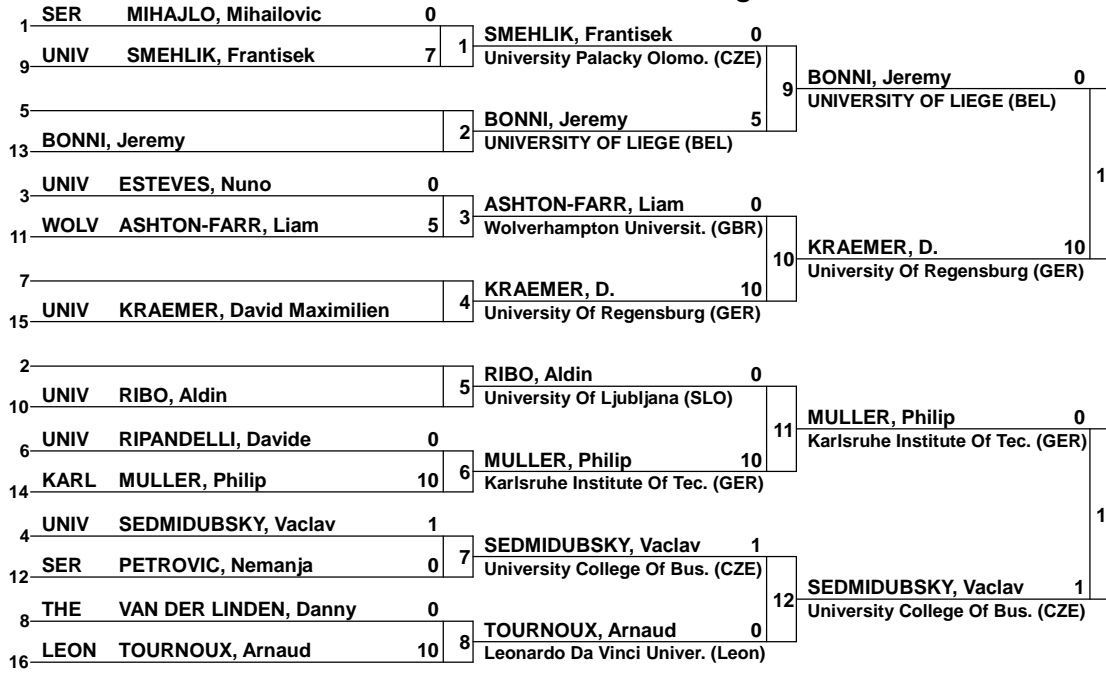 SER MIHAJLO, Mihailovic 0
1
UNIV SMEHLIK, Frantisek 7
9
1
SMEHLIK, Frantisek 0
University Palacky Olomo. (CZE)
5
BONNI, Jeremy
13
2
BONNI, Jeremy 5
UNIVERSITY OF LIEGE (BEL)
9
BONNI, Jeremy 0
UNIVERSITY OF LIEGE (BEL)
UNIV ESTEVES, Nuno 0
3
WOLV ASHTON-FARR, Liam 5
11
3
ASHTON-FARR, Liam 0
Wolverhampton Universit. (GBR)
7
UNIV KRAEMER, David Maximilien
15
4
KRAEMER, D. 10
University Of Regensburg (GER)
10
KRAEMER, D. 10
University Of Regensburg (GER)
1
2
UNIV RIBO, Aldin
10
5
RIBO, Aldin 0
University Of Ljubljana (SLO)
UNIV RIPANDELLI, Davide 0
6
KARL MULLER, Philip 10
14
6
MULLER, Philip 10
Karlsruhe Institute Of Tec. (GER)
11
MULLER, Philip 0
Karlsruhe Institute Of Tec. (GER)
UNIV SEDMIDUBSKY, Vaclav 1
4
SER PETROVIC, Nemanja 0
12
7
SEDMIDUBSKY, Vaclav 1
University College Of Bus. (CZE)
THE VAN DER LINDEN, Danny 0
8
LEON TOURNOUX, Arnaud 10
16
8
TOURNOUX, Arnaud 0
Leonardo Da Vinci Univer. (Leon)
12
SEDMIDUBSKY, Vaclav 1
University College Of Bus. (CZE)
1